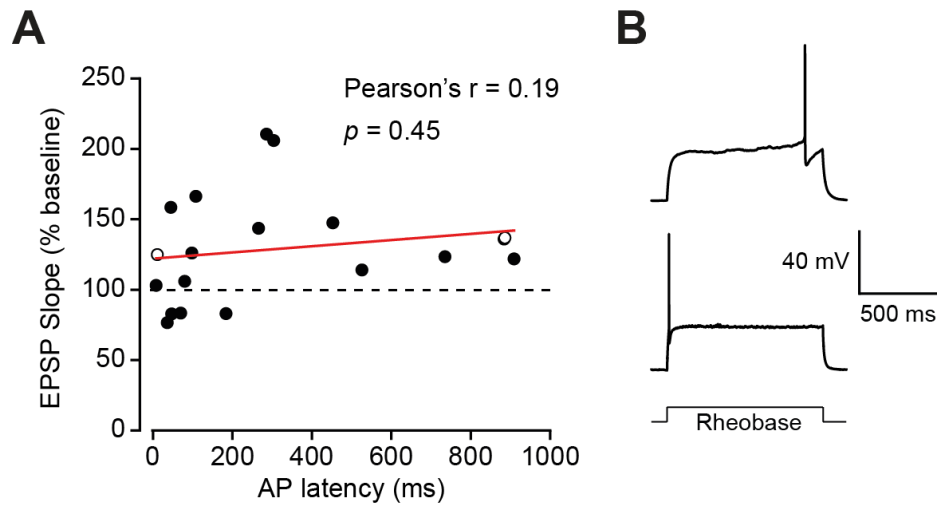 A
EPSP Slope (% baseline)
250
200
150
100
50
0
0 200 400 600 800 1000
AP latency (ms)
Pearson’s r = 0.19
p = 0.45
B
40 mV
500 ms
Rheobase